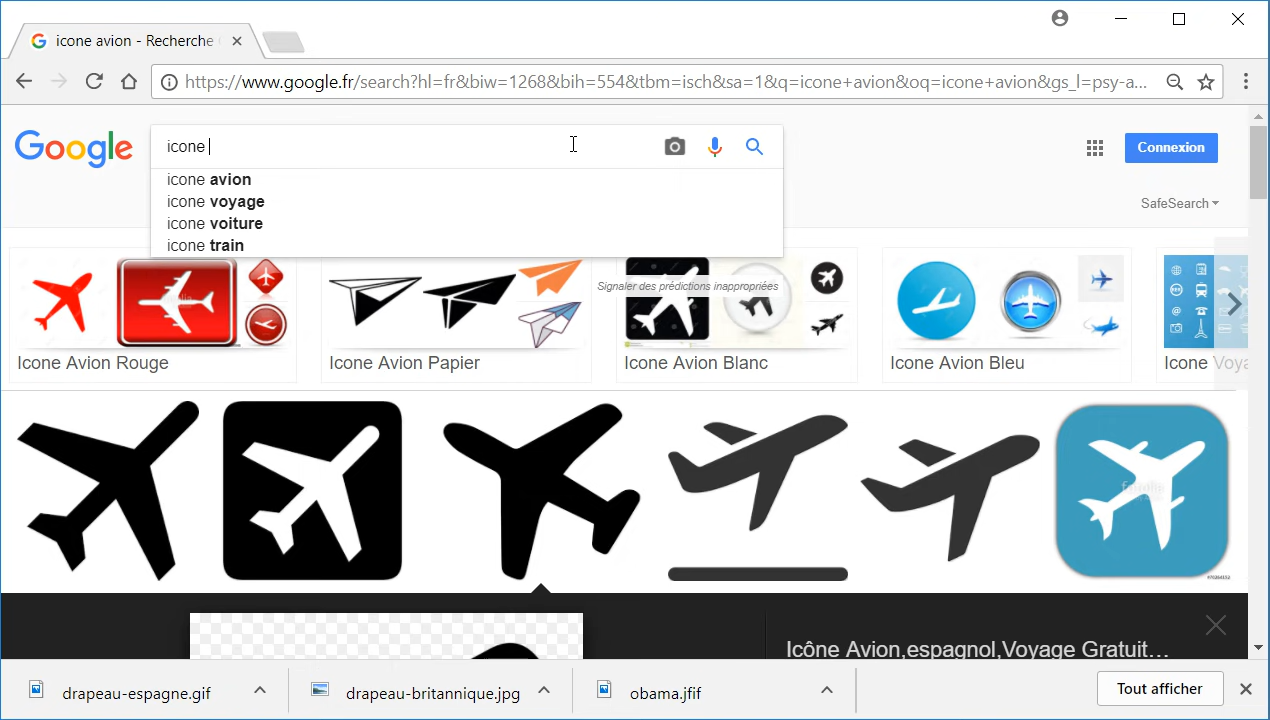 icone avion - Recherche
https://www.google.fr/search?hl=fr&biw=1268&bih=554&tbm=isch&sa=1&q=icone+avion&oq=icone+avion&gs_l=psy-a...
Google
icone
Connexion
icone avion
icone voyage
icone voiture
icone train
SafeSearch
Signaler des prédictions inappropriées
Icone Avion Rouge
Icone Avion Papier
Icone Avion Blanc
Icone Avion Bleu
Icone Voya
fotolia
Icône Avion,espagnol,Voyage Gratuit...
drapeau-espagne.gif
drapeau-britannique.jpg
obama.jfif
Tout afficher